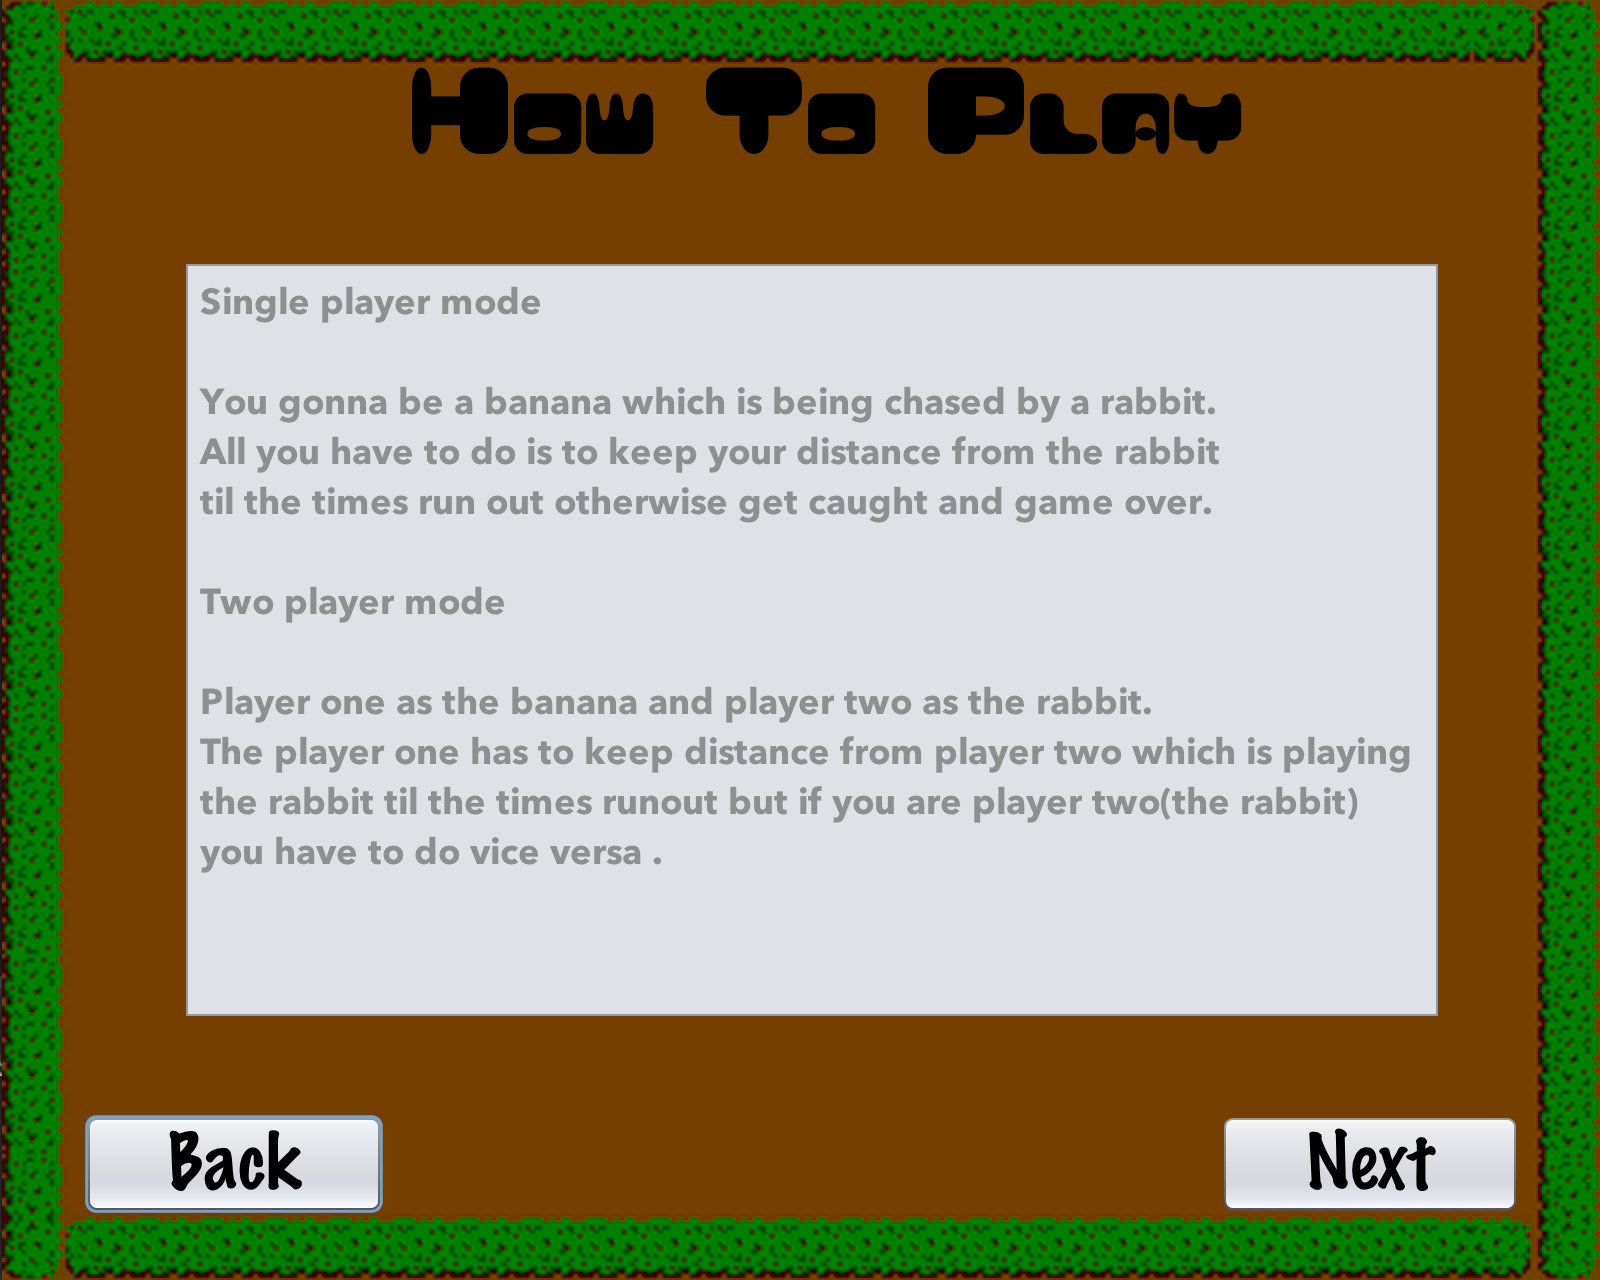 How To Play
Single player mode
You gonna be a banana which is being chased by a rabbit.
All you have to do is to keep your distance from the rabbit
til the times run out otherwise get caught and game over.
Two player mode
Player one as the banana and player two as the rabbit.
The player one has to keep distance from player two which is playing
the rabbit til the times runout but if you are player two(the rabbit)
you have to do vice versa .
Back
Next